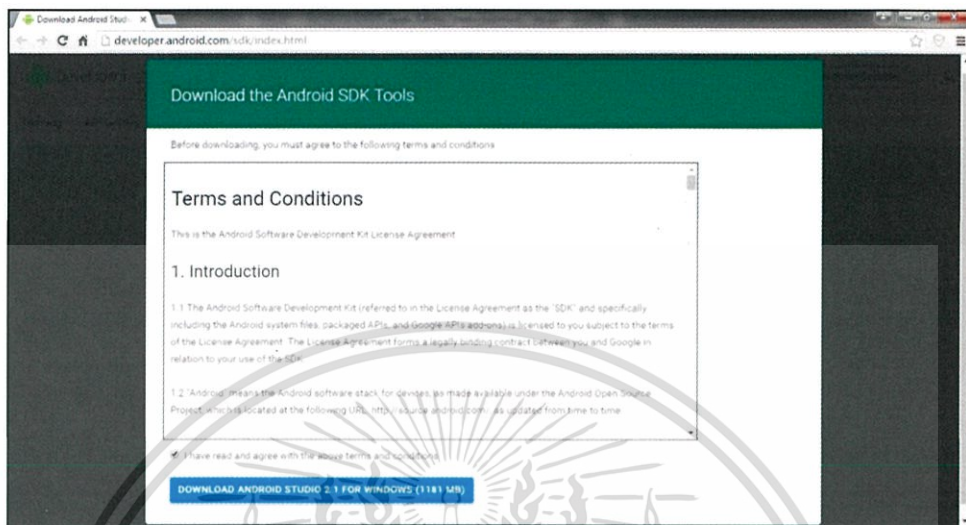 Download Android Stud
developer.android.com/sdk/index.html
Download the Android SDK Tools
Before downloading, you must agree to the following terms and conditions
Terms and Conditions
This is the Android Software Development Kit License Agreement
1. Introduction
1.1 The Android Software Development Kit (referred to in the License Agreement as the "SDK" and specifically
including the Android system files, packaged APIs, and Google APIs add-ons) is licensed to you subject to the terms
of the License Agreement. The License Agreement forms a legally binding contract between you and Google in
relation to your use of the SDK
1.2 "Android" means the Android software stack for devices, as made available under the Android Open Source
Project, which is located at the following URL: http://source.android.com/, as updated from time to time
I have read and agree with the above terms and conditions
DOWNLOAD ANDROID STUDIO 2.1 FOR WINDOWS (1181 MB)